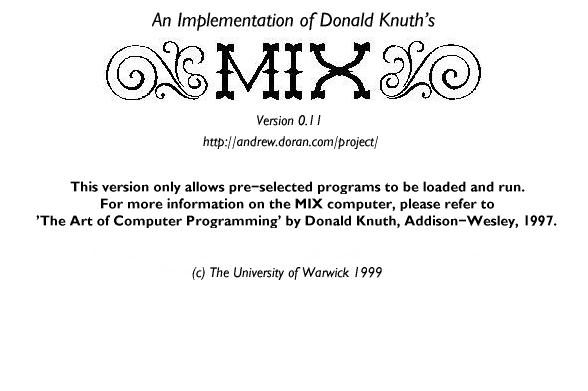 An Implementation of Donald Knuth's
MIX
Version 0.11
http://andrew.doran.com/project/
This version only allows pre-selected programs to be loaded and run.
For more information on the MIX computer, please refer to
'The Art of Computer Programming' by Donald Knuth, Addison-Wesley, 1997.
(c) The University of Warwick 1999